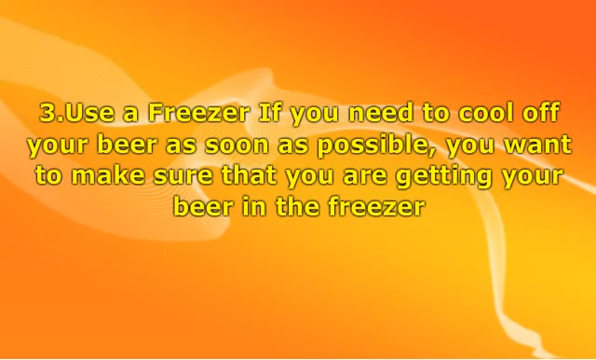 3.Use a Freezer If you need to cool off
your beer as soon as possible, you want
to make sure that you are getting your
beer in the freezer